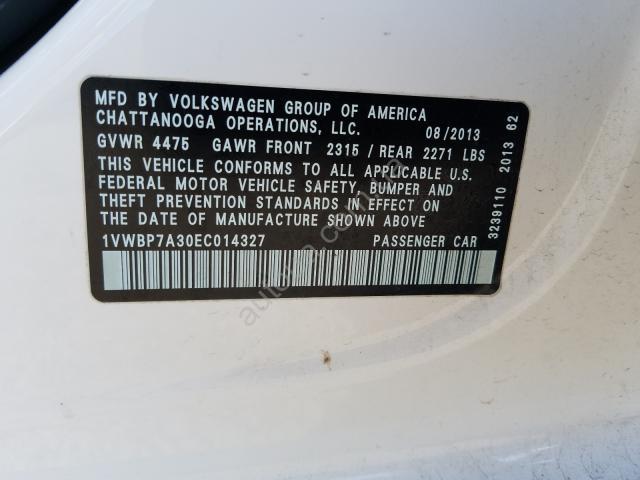 MFD BY VOLKSWAGEN GROUP OF AMERICA
CHATTANOOGA OPERATIONS, LLC. 08/2013
GVWR 4475 GAWR FRONT 2315 / REAR 2271 LBS
THIS VEHICLE CONFORMS TO ALL APPLICABLE U.S.
FEDERAL MOTOR VEHICLE SAFETY, BUMPER AND
THEFT PREVENTION STANDARDS IN EFFECT ON
THE DATE OF MANUFACTURE SHOWN ABOVE
1VWBP7A30EC014327 PASSENGER CAR
3239110 2013 62